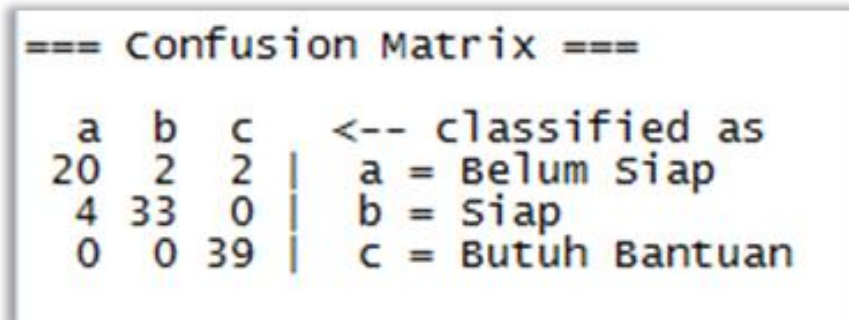 === Confusion Matrix ===
a b c <-- classified as
20 2 2 | a = Belum Siap
4 33 0 | b = Siap
0 0 39 | c = Butuh Bantuan